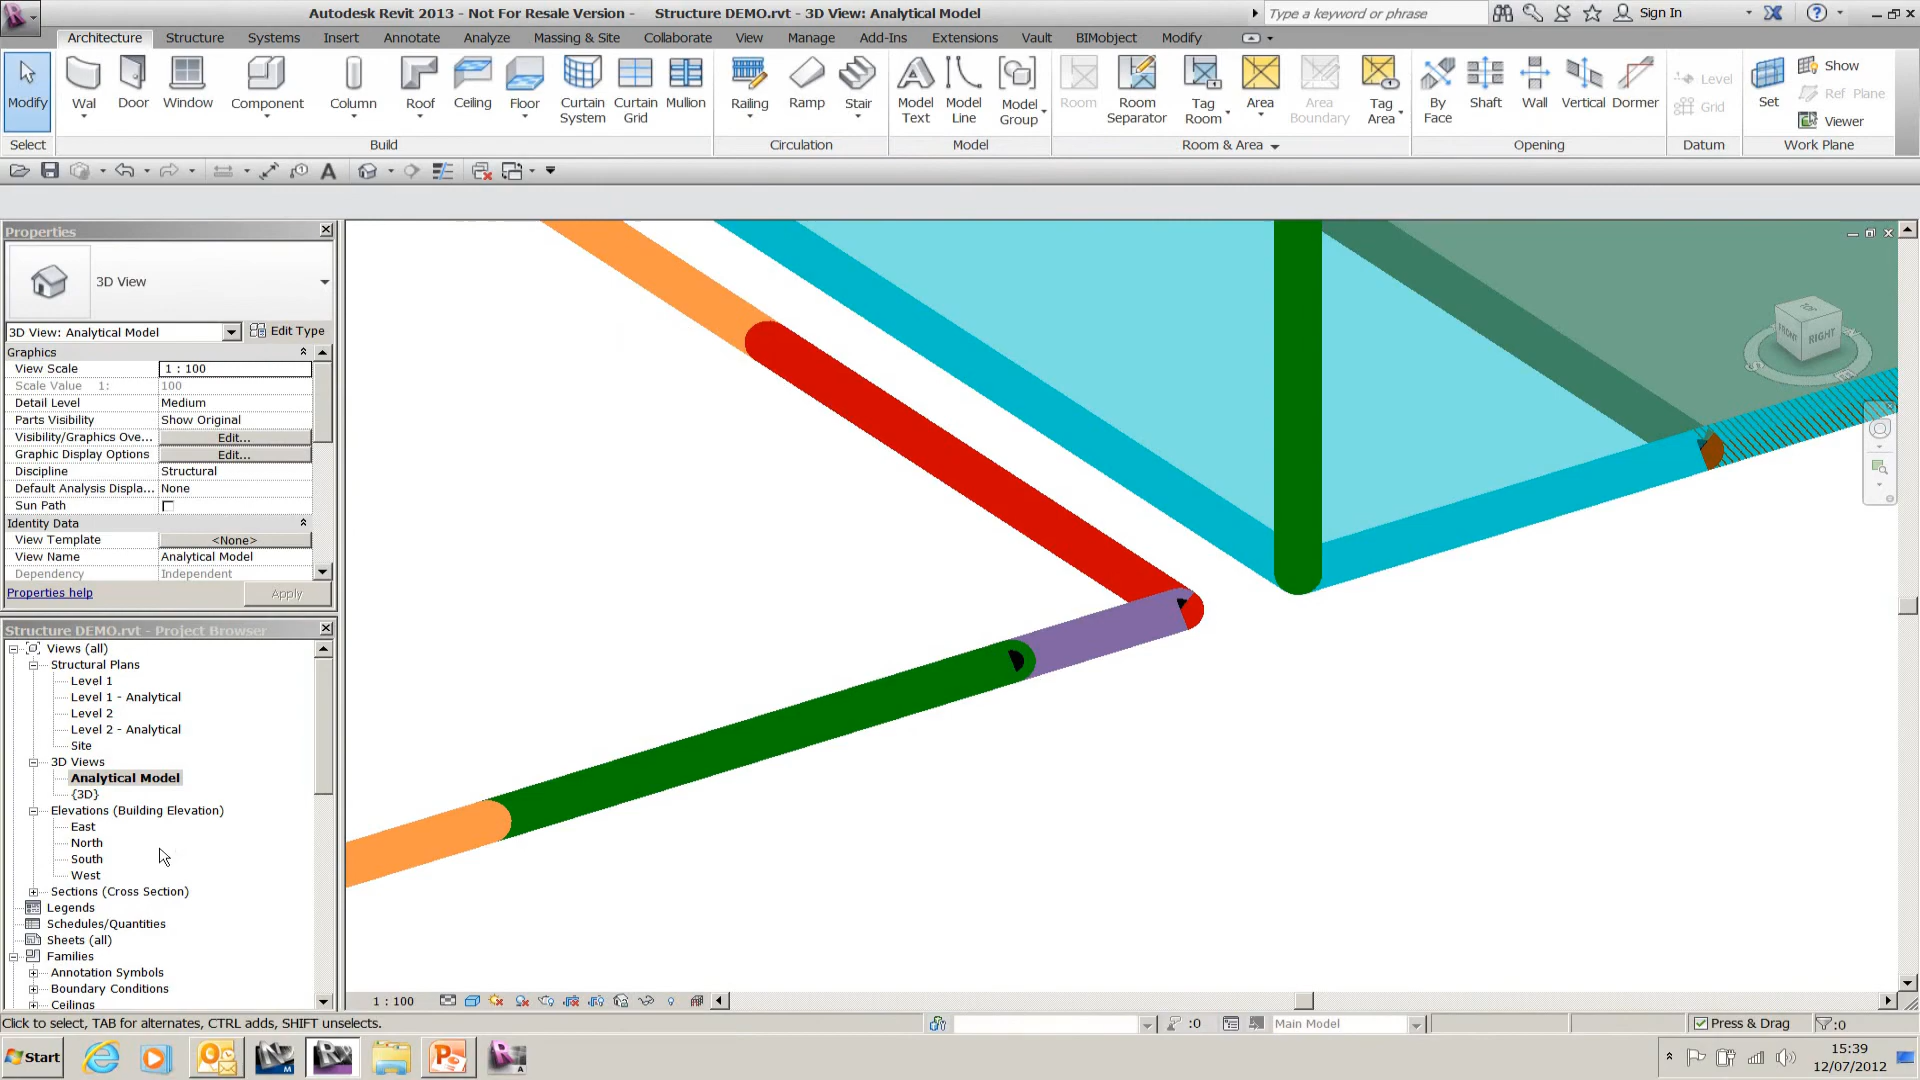 Autodesk Revit 2013 - Not For Resale Version - Structure DEMO.rvt - 3D View: Analytical Model
Type a keyword or phrase
Sign In
Architecture Structure Systems Insert Annotate Analyze Massing & Site Collaborate View Manage Add-Ins Extensions Vault BIMobject Modify
Modify Wal Door Window Component Column Roof Ceiling Floor Curtain System Curtain Grid Mullion
Railing Ramp Stair Model Text Model Line Model Group Room Room Separator Tag Room Area Area Boundary Tag Area
By Face Shaft Wall Vertical Dormer Level Grid Set Show Ref Plane Viewer
Select Build Circulation Model Room & Area Opening Datum Work Plane
Properties
3D View
3D View: Analytical Model Edit Type
Graphics
View Scale 1 : 100
Scale Value 1: 100
Detail Level Medium
Parts Visibility Show Original
Visibility/Graphics Ove... Edit...
Graphic Display Options Edit...
Discipline Structural
Default Analysis Displa... None
Sun Path
Identity Data
View Template <None>
View Name Analytical Model
Dependency Independent
Properties help Apply
Structure DEMO.rvt - Project Browser
Views (all)
Structural Plans
Level 1
Level 1 - Analytical
Level 2
Level 2 - Analytical
Site
3D Views
Analytical Model
{3D}
Elevations (Building Elevation)
East
North
South
West
Sections (Cross Section)
Legends
Schedules/Quantities
Sheets (all)
Families
Annotation Symbols
Boundary Conditions
Ceilings
TOP
FRONT
RIGHT
1 : 100
Click to select, TAB for alternates, CTRL adds, SHIFT unselects.
:0
Main Model
Press & Drag
:0
Start
15:39
12/07/2012